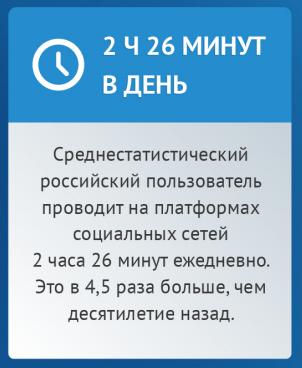 2 Ч 26 МИНУТ
В ДЕНЬ
Среднестатистический
российский пользователь
проводит на платформах
социальных сетей
2 часа 26 минут ежедневно.
Это в 4,5 раза больше, чем
десятилетие назад.